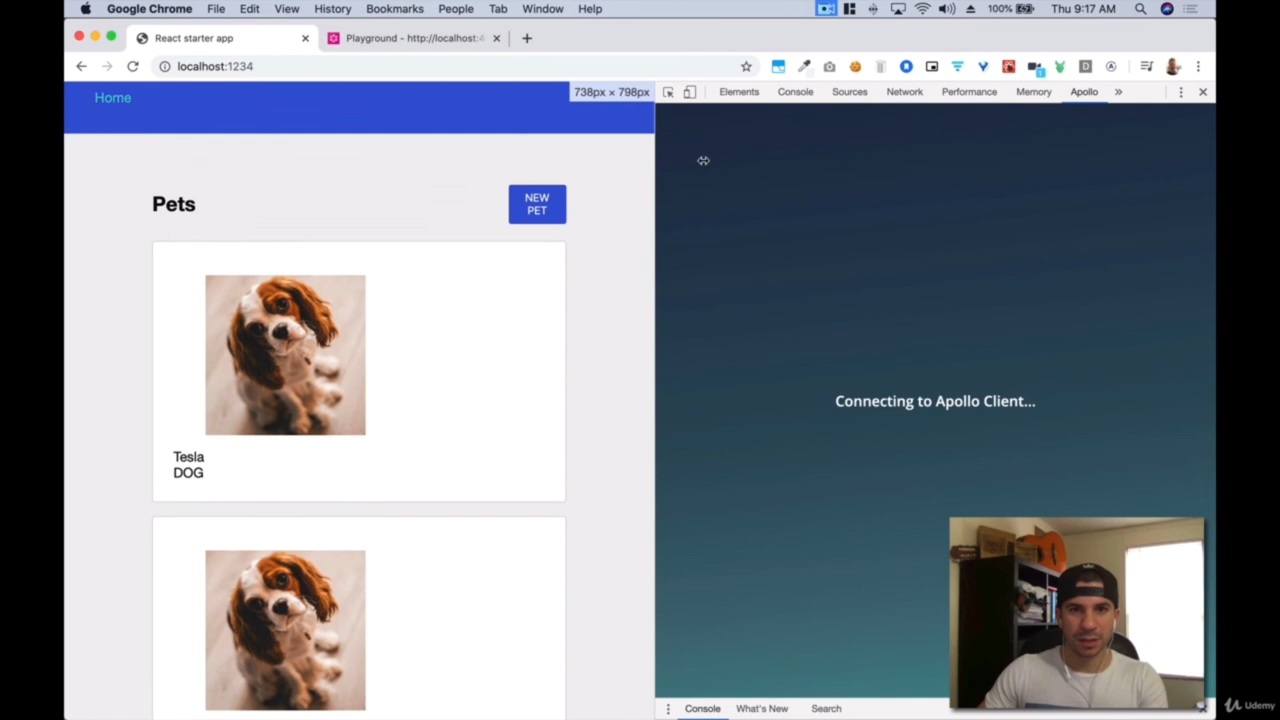 Google Chrome File Edit View History Bookmarks People Tab Window Help 100% Thu 9:17 AM
React starter app Playground - http://localhost:4
localhost:1234
Home 738px × 798px Elements Console Sources Network Performance Memory Apollo »
Pets NEW
PET
Tesla
DOG
Connecting to Apollo Client...
Console What's New Search
Udemy